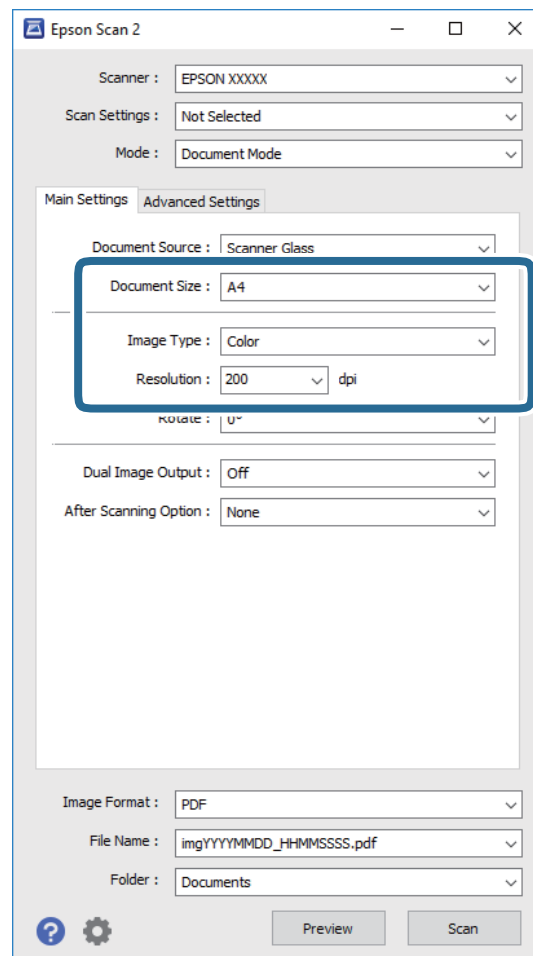 Epson Scan 2
Scanner : EPSON XXXXX
Scan Settings : Not Selected
Mode : Document Mode
Main Settings Advanced Settings
Document Source : Scanner Glass
Document Size : A4
Image Type : Color
Resolution : 200 dpi
Rotate : 0°
Dual Image Output : Off
After Scanning Option : None
Image Format : PDF
File Name : imgYYYYMMDD_HHMMSSSS.pdf
Folder : Documents
? Preview Scan